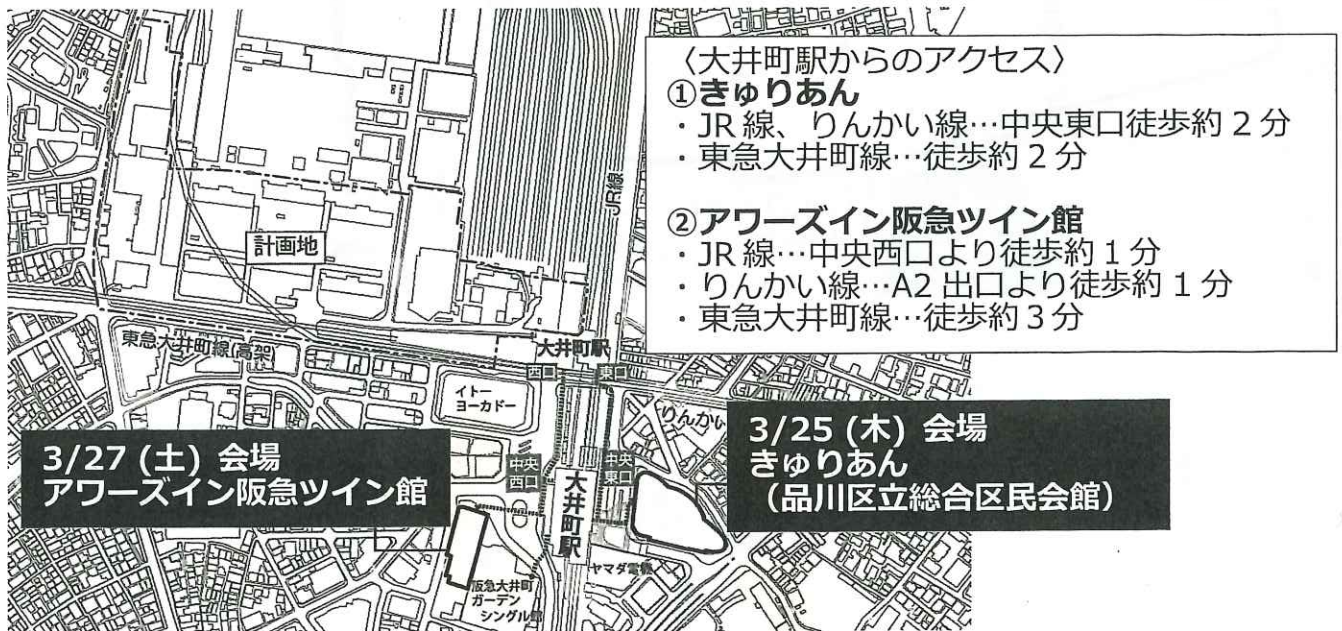 〈大井町駅からのアクセス〉
①きゅりあん
・JR線、りんかい線…中央東口徒歩約2分
・東急大井町線…徒歩約2分
②アワーズイン阪急ツイン館
・JR線…中央西口より徒歩約1分
・りんかい線…A2出口より徒歩約1分
・東急大井町線…徒歩約3分
JR線
計画地
東急大井町線(高架)
大井町駅
西口
東口
イトー
ヨーカドー
りんかい
3/27 (土) 会場
アワーズイン阪急ツイン館
3/25 (木) 会場
きゅりあん
(品川区立総合区民会館)
中央
西口
中央
東口
大井町駅
ヤマダ電機
阪急大井町
ガーデン
シングル館